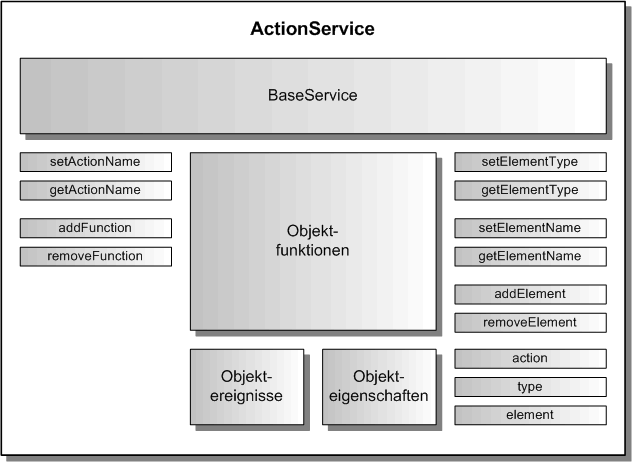 ActionService
BaseService
setActionName
getActionName
addFunction
removeFunction
Objekt-
funktionen
Objekt-
ereignisse
Objekt-
eigenschaften
setElementType
getElementType
setElementName
getElementName
addElement
removeElement
action
type
element